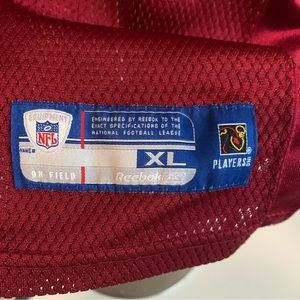 EQUIPMENT
NFL
ENGINEERED BY REEBOK TO THE
EXACT SPECIFICATIONS OF THE
NATIONAL FOOTBALL LEAGUE
XL
PLAYERS INC
ON FIELD
Reebok